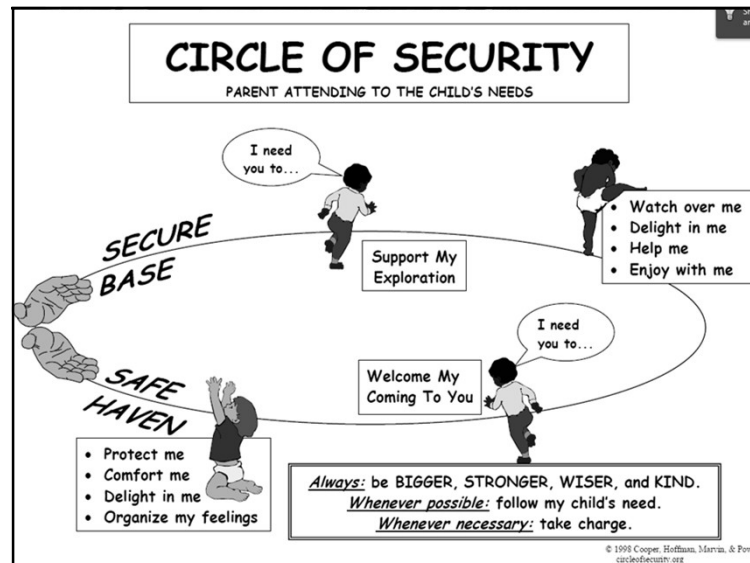 CIRCLE OF SECURITY
PARENT ATTENDING TO THE CHILD'S NEEDS
I need
you to...
SECURE
BASE
Support My
Exploration
• Watch over me
• Delight in me
• Help me
• Enjoy with me
I need
you to...
Welcome My
Coming To You
SAFE
HAVEN
• Protect me
• Comfort me
• Delight in me
• Organize my feelings
Always: be BIGGER, STRONGER, WISER, and KIND.
Whenever possible: follow my child's need.
Whenever necessary: take charge.
© 1998 Cooper, Hoffman, Marvin, &
circleofsecurity.org